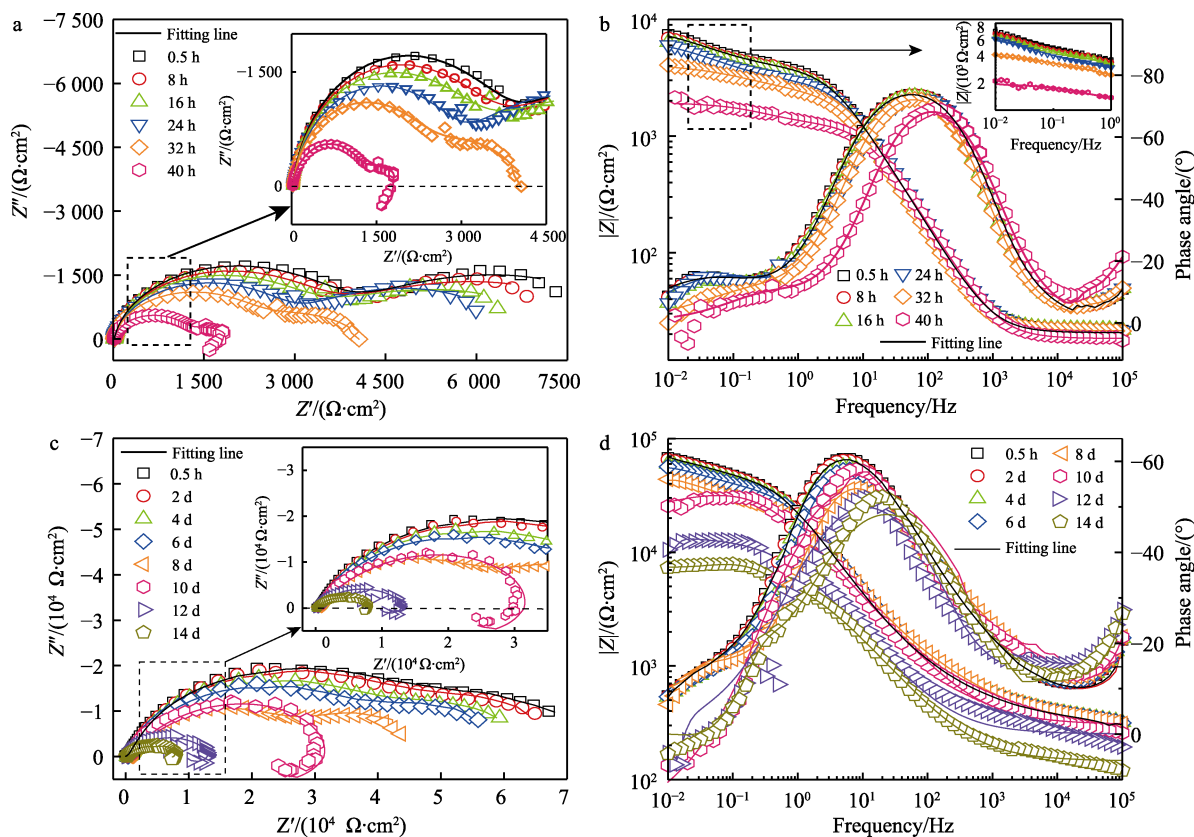 a
−7 500
−6 000
−4 500
−3 000
−1 500
0
Z″/(Ω·cm²)
Fitting line
0.5 h
8 h
16 h
24 h
32 h
40 h
−1 500
0
Z″/(Ω·cm²)
0 1 500 3 000 4 500
Z′/(Ω·cm²)
0 1 500 3 000 4 500 6 000 7500
Z′/(Ω·cm²)
b
10⁴
10³
10²
|Z|/(Ω·cm²)
8
6
4
2
|Z|/(10³ Ω·cm²)
10⁻² 10⁻¹ 10⁰
Frequency/Hz
−80
−60
−40
−20
0
Phase angle/(°)
0.5 h 24 h
8 h 32 h
16 h 40 h
Fitting line
10⁻² 10⁻¹ 10⁰ 10¹ 10² 10³ 10⁴ 10⁵
Frequency/Hz
c
−7
−6
−5
−4
−3
−2
−1
0
Z″/(10⁴ Ω·cm²)
Fitting line
0.5 h
2 d
4 d
6 d
8 d
10 d
12 d
14 d
−3
−2
−1
0
Z″/(10⁴ Ω·cm²)
0 1 2 3
Z′/(10⁴ Ω·cm²)
0 1 2 3 4 5 6 7
Z′/(10⁴ Ω·cm²)
d
10⁵
10⁴
10³
10²
|Z|/(Ω·cm²)
0.5 h 8 d
2 d 10 d
4 d 12 d
6 d 14 d
Fitting line
−60
−40
−20
0
Phase angle/(°)
10⁻² 10⁻¹ 10⁰ 10¹ 10² 10³ 10⁴ 10⁵
Frequency/Hz